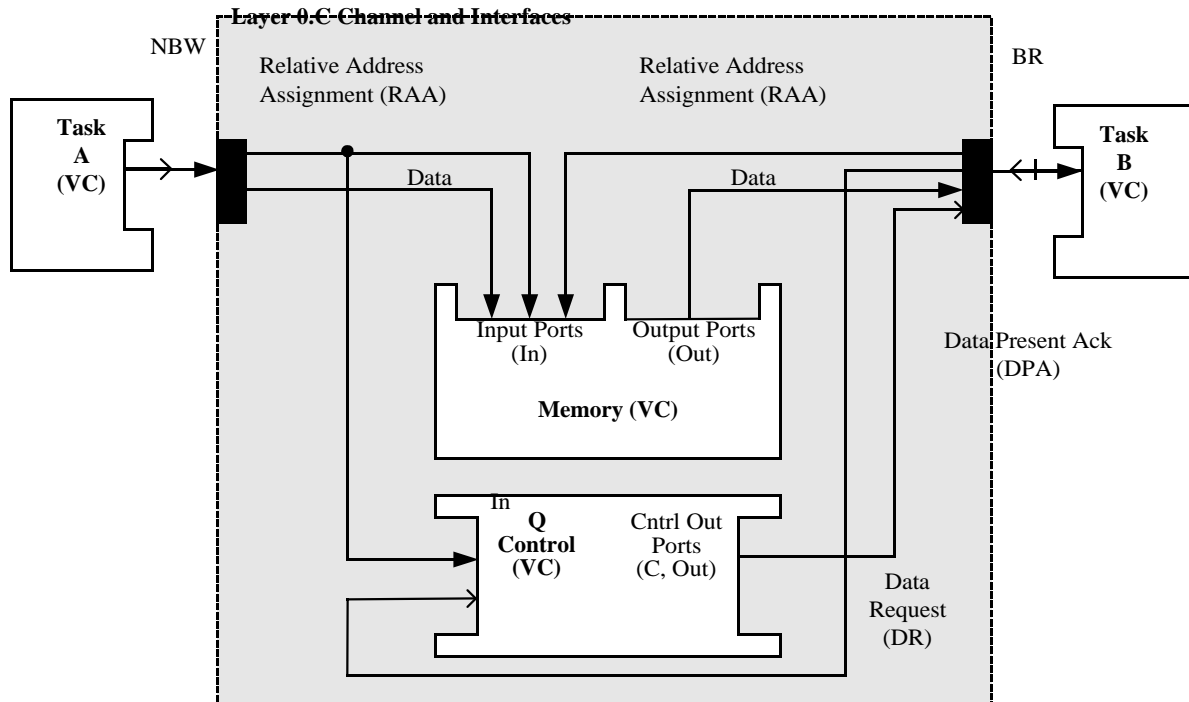 Layer 0.C Channel and Interfaces
NBW
BR
Relative Address
Assignment (RAA)
Relative Address
Assignment (RAA)
Task
A
(VC)
Task
B
(VC)
Data
Data
Input Ports
(In)
Output Ports
(Out)
Data Present Ack
(DPA)
Memory (VC)
In
Q
Control
(VC)
Cntrl Out
Ports
(C, Out)
Data
Request
(DR)